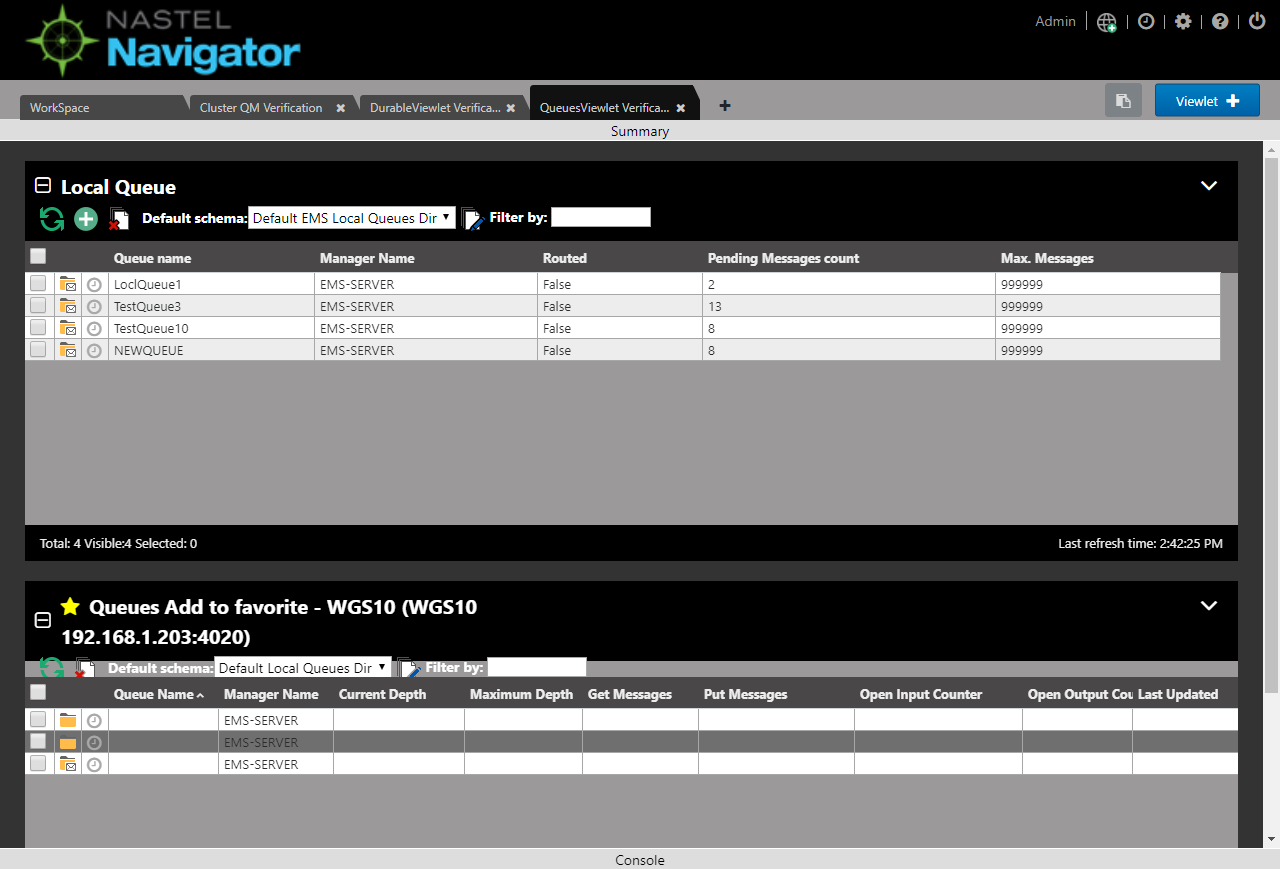 NASTEL
Navigator
Admin
WorkSpace
Cluster QM Verification
DurableViewlet Verifica...
QueuesViewlet Verifica...
Viewlet
Summary
Local Queue
Default schema: Default EMS Local Queues Dir Filter by:
Queue name Manager Name Routed Pending Messages count Max. Messages
LoclQueue1 EMS-SERVER False 2 999999
TestQueue3 EMS-SERVER False 13 999999
TestQueue10 EMS-SERVER False 8 999999
NEWQUEUE EMS-SERVER False 8 999999
Total: 4 Visible:4 Selected: 0 Last refresh time: 2:42:25 PM
Queues Add to favorite - WGS10 (WGS10
192.168.1.203:4020)
Default schema: Default Local Queues Dir Filter by:
Queue Name Manager Name Current Depth Maximum Depth Get Messages Put Messages Open Input Counter Open Output Cou Last Updated
EMS-SERVER
EMS-SERVER
EMS-SERVER
Console